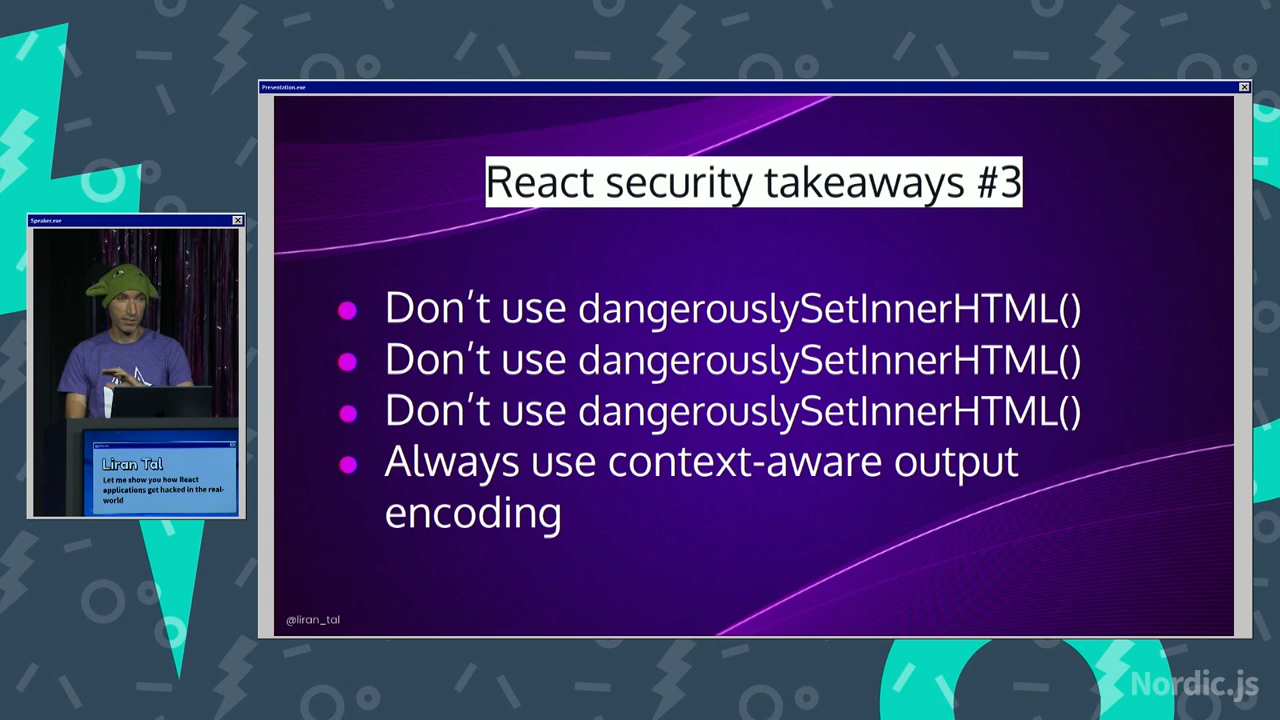 Presentation.exe
React security takeaways #3
Don't use dangerouslySetInnerHTML()
Don't use dangerouslySetInnerHTML()
Don't use dangerouslySetInnerHTML()
Always use context-aware output
encoding
@liran_tal
Speaker.exe
Liran Tal
Let me show you how React
applications get hacked in the real-
world
Nordic.js